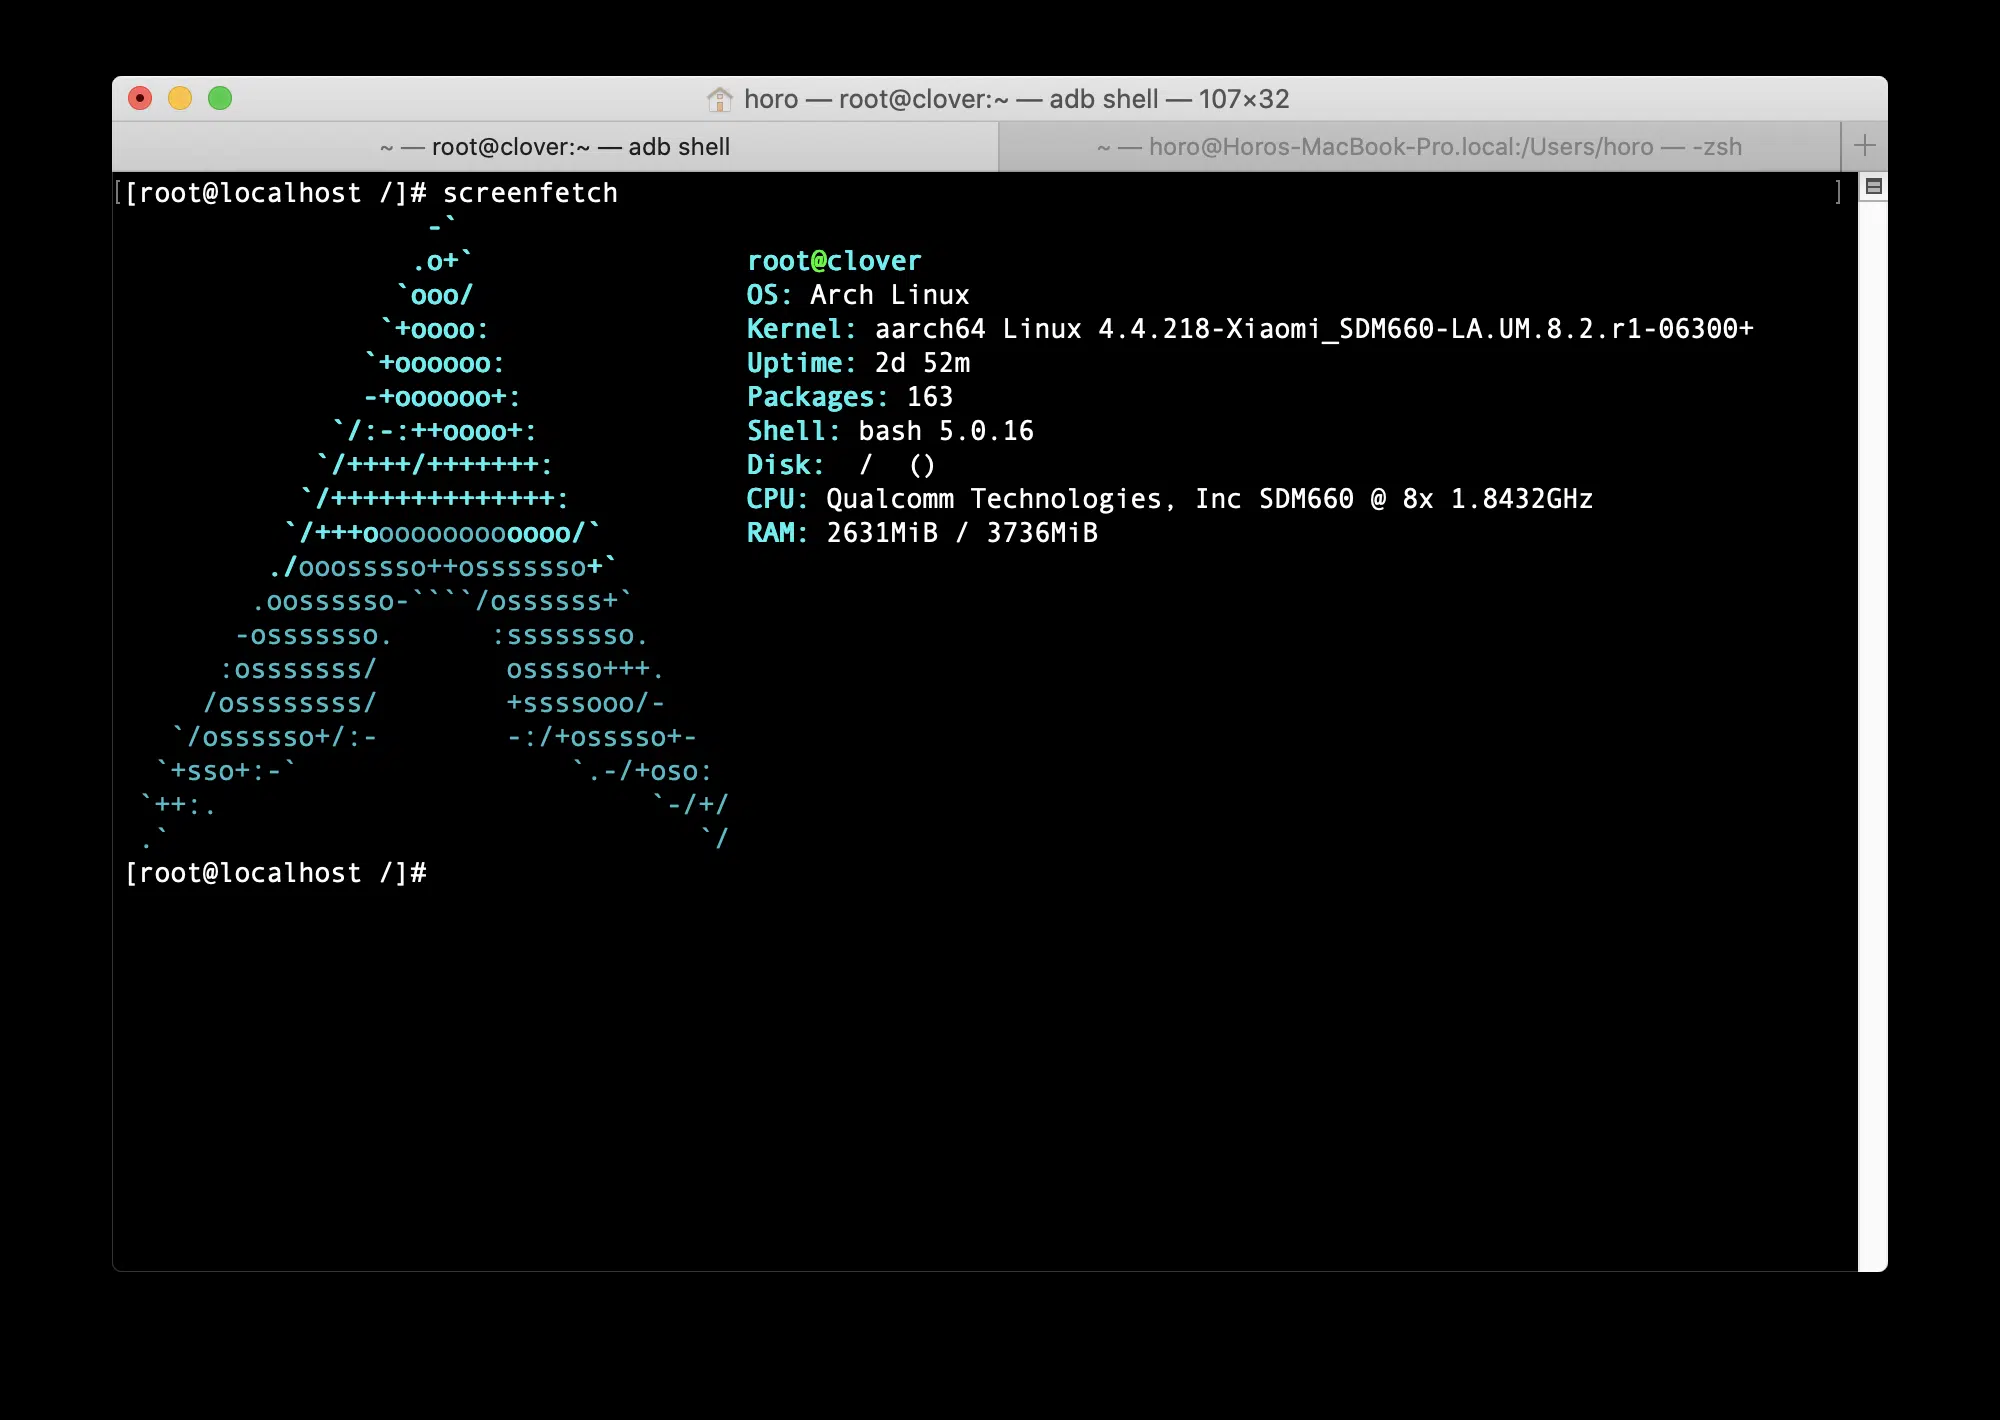 horo — root@clover:~ — adb shell — 107×32
~ — root@clover:~ — adb shell
~ — horo@Horos-MacBook-Pro.local:/Users/horo — -zsh
[[root@localhost /]# screenfetch ]
-`
.o+` root@clover
`ooo/ OS: Arch Linux
`+oooo: Kernel: aarch64 Linux 4.4.218-Xiaomi_SDM660-LA.UM.8.2.r1-06300+
`+oooooo: Uptime: 2d 52m
-+oooooo+: Packages: 163
`/:-:++oooo+: Shell: bash 5.0.16
`/++++/+++++++: Disk: / ()
`/++++++++++++++: CPU: Qualcomm Technologies, Inc SDM660 @ 8x 1.8432GHz
`/+++ooooooooooooo/` RAM: 2631MiB / 3736MiB
./ooosssso++osssssso+`
.oossssso-````/ossssss+`
-osssssso. :ssssssso.
:osssssss/ osssso+++.
/ossssssss/ +ssssooo/-
`/ossssso+/:- -:/+osssso+-
`+sso+:-` `.-/+oso:
`++:. `-/+/
.` `/
[root@localhost /]#